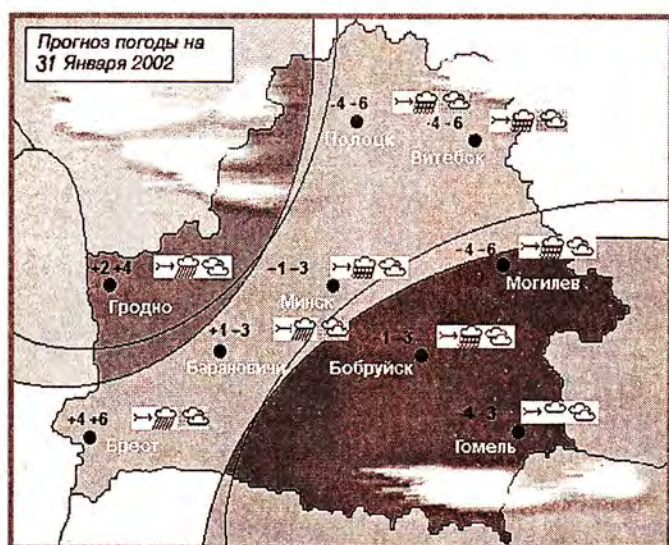 Прогноз погоды на
31 Января 2002
-4 -6
Полоцк
-4 -6
Витебск
-4 -6
Могилев
+2 +4
Гродно
-1 -3
Минск
+1 -3
Барановичи
1 -3
Бобруйск
+4 +6
Брест
-4 -3
Гомель